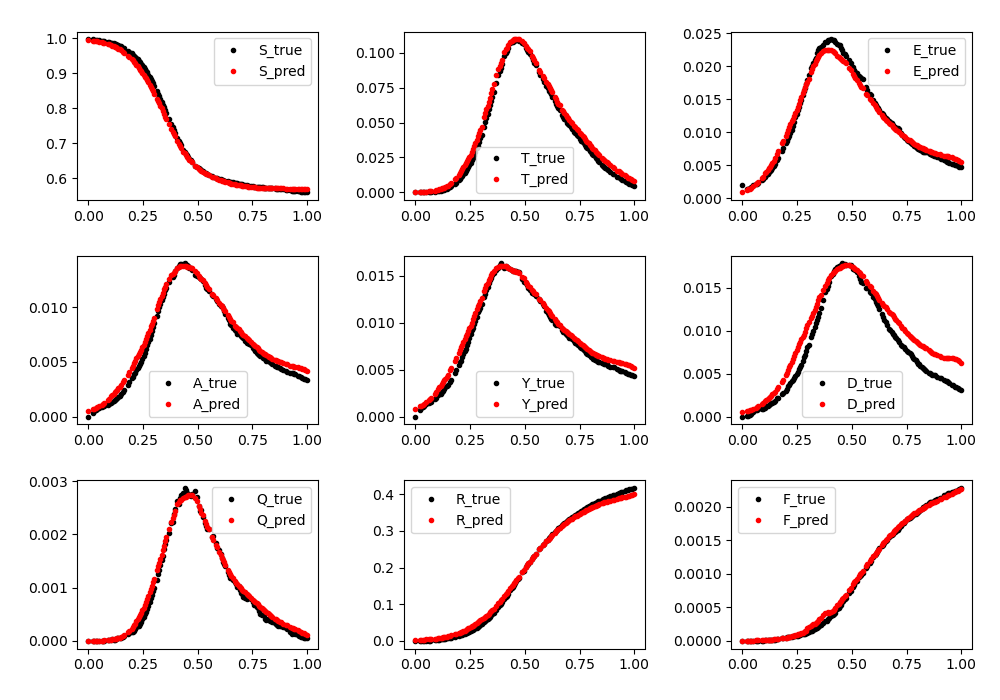 1.0
0.9
0.8
0.7
0.6
0.00 0.25 0.50 0.75 1.00
S_true
S_pred
0.100
0.075
0.050
0.025
0.000
0.00 0.25 0.50 0.75 1.00
T_true
T_pred
0.025
0.020
0.015
0.010
0.005
0.000
0.00 0.25 0.50 0.75 1.00
E_true
E_pred
0.010
0.005
0.000
0.00 0.25 0.50 0.75 1.00
A_true
A_pred
0.015
0.010
0.005
0.000
0.00 0.25 0.50 0.75 1.00
Y_true
Y_pred
0.015
0.010
0.005
0.000
0.00 0.25 0.50 0.75 1.00
D_true
D_pred
0.003
0.002
0.001
0.000
0.00 0.25 0.50 0.75 1.00
Q_true
Q_pred
0.4
0.3
0.2
0.1
0.0
0.00 0.25 0.50 0.75 1.00
R_true
R_pred
0.0020
0.0015
0.0010
0.0005
0.0000
0.00 0.25 0.50 0.75 1.00
F_true
F_pred